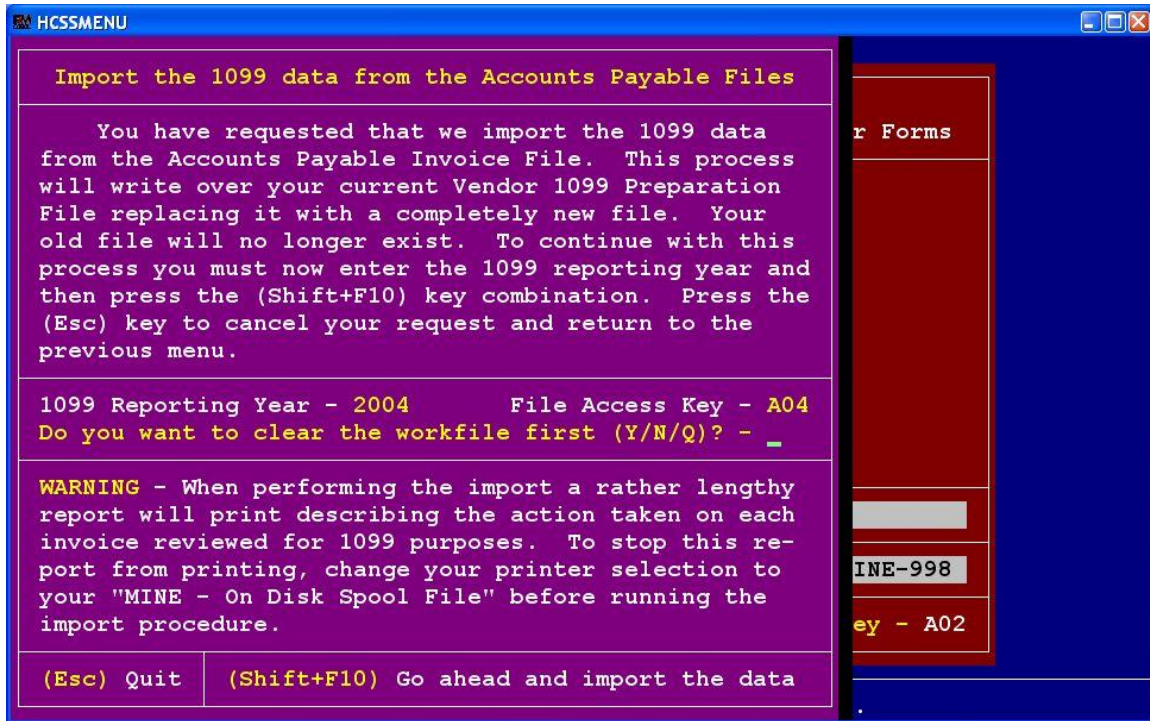 HCSSMENU
Import the 1099 data from the Accounts Payable Files
You have requested that we import the 1099 data
from the Accounts Payable Invoice File.  This process
will write over your current Vendor 1099 Preparation
File replacing it with a completely new file.  Your
old file will no longer exist.  To continue with this
process you must now enter the 1099 reporting year and
then press the (Shift+F10) key combination.  Press the
(Esc) key to cancel your request and return to the
previous menu.
1099 Reporting Year - 2004 File Access Key - A04
Do you want to clear the workfile first (Y/N/Q)? - _
WARNING - When performing the import a rather lengthy
report will print describing the action taken on each
invoice reviewed for 1099 purposes.  To stop this re-
port from printing, change your printer selection to
your "MINE - On Disk Spool File" before running the
import procedure.
(Esc) Quit (Shift+F10) Go ahead and import the data
r Forms
INE-998
ey - A02
.